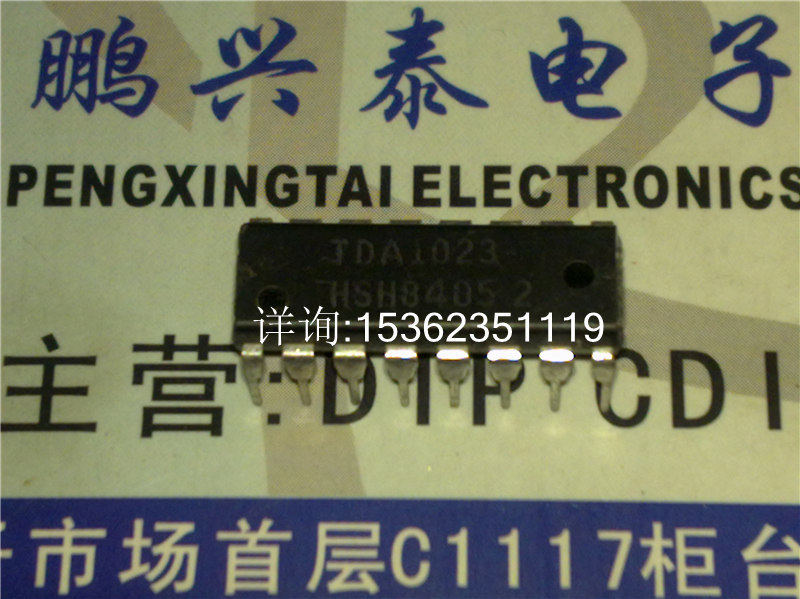 鹏兴泰电子
PENGXINGTAI ELECTRONICS
TDA1023
HSH8405 2
详询:15362351119
主营:DIP CDI
市场首层C1117柜台